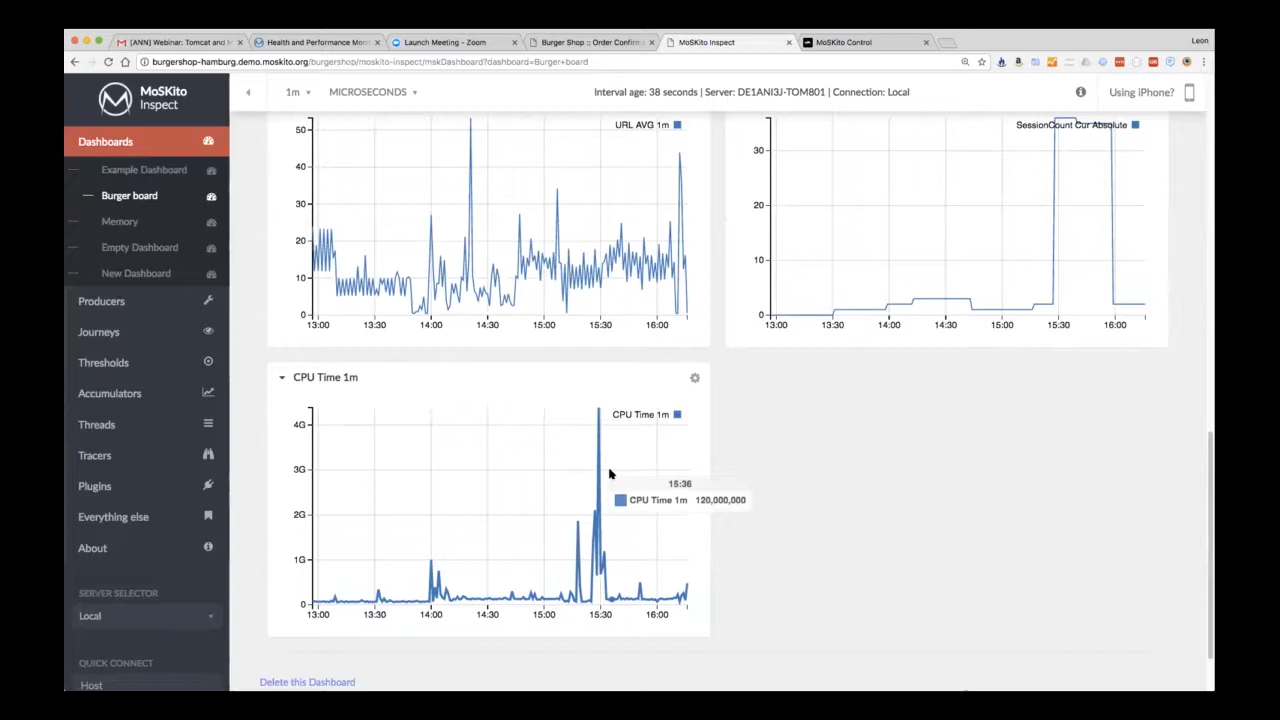 [ANN] Webinar: Tomcat and M
Health and Performance Mon
Launch Meeting - Zoom
Burger Shop :: Order Confirm
MoSKito Inspect
MoSKito Control
Leon
burgershop-hamburg.demo.moskito.org/burgershop/moskito-inspect/mskDashboard?dashboard=Burger+board
MoSKito
Inspect
1m
MICROSECONDS
Interval age: 38 seconds | Server: DE1ANI3J-TOM801 | Connection: Local
Using iPhone?
Dashboards
Example Dashboard
Burger board
Memory
Empty Dashboard
New Dashboard
Producers
Journeys
Thresholds
Accumulators
Threads
Tracers
Plugins
Everything else
About
SERVER SELECTOR
Local
QUICK CONNECT
Host
URL AVG 1m
50
40
30
20
10
0
13:00 13:30 14:00 14:30 15:00 15:30 16:00
SessionCount Cur Absolute
30
20
10
0
13:00 13:30 14:00 14:30 15:00 15:30 16:00
CPU Time 1m
CPU Time 1m
4G
3G
2G
1G
0
13:00 13:30 14:00 14:30 15:00 15:30 16:00
15:36
CPU Time 1m 120,000,000
Delete this Dashboard